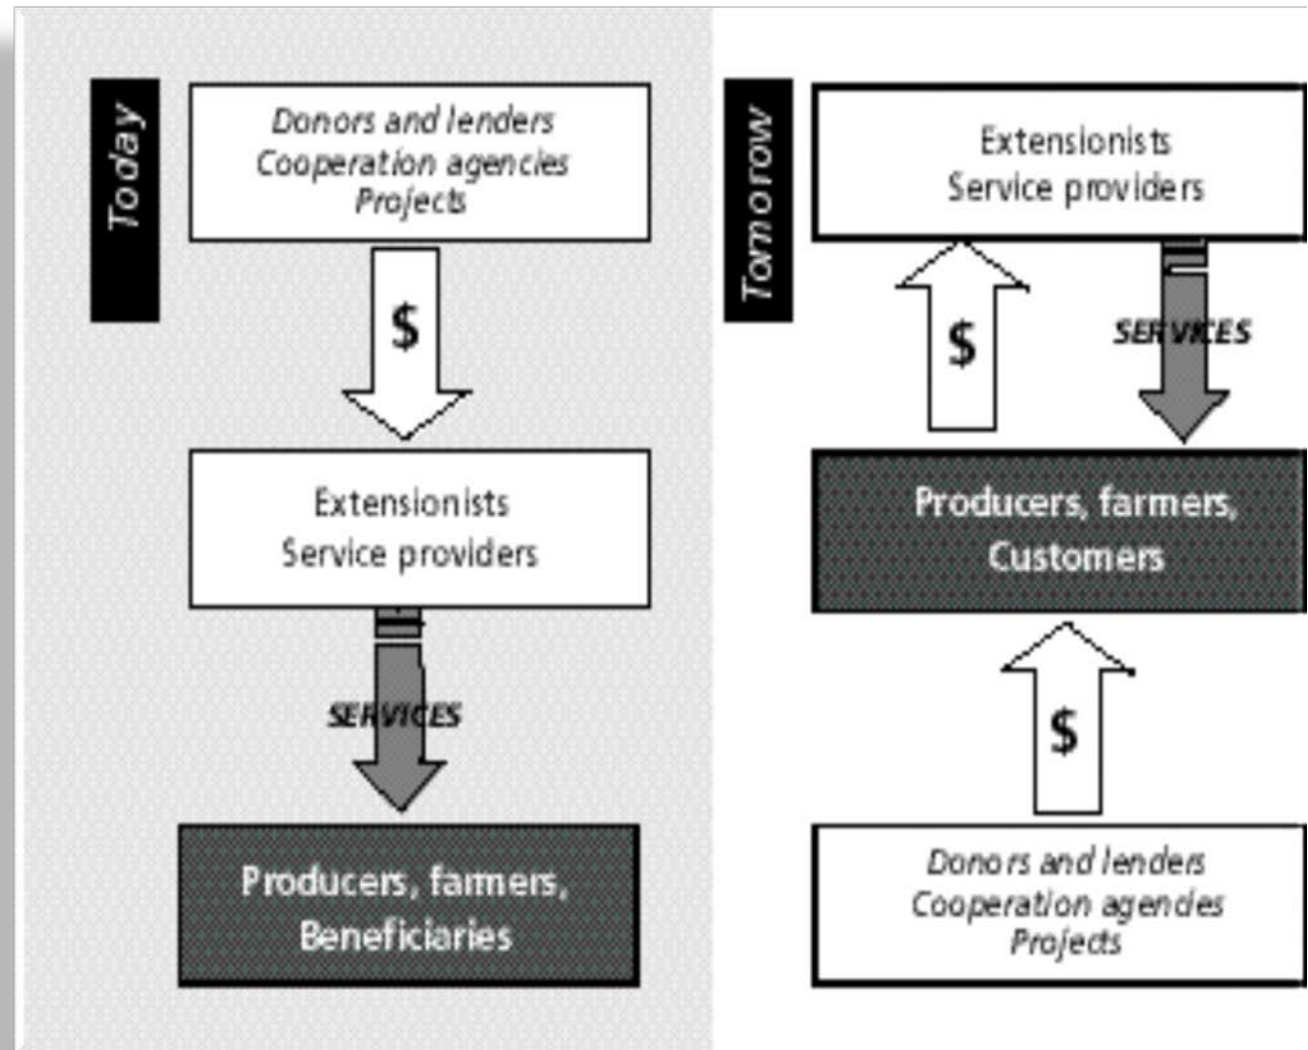 Today
Donors and lenders
Cooperation agencies
Projects
$
Extensionists
Service providers
SERVICES
Producers, farmers,
Beneficiaries
Tomorrow
Extensionists
Service providers
$
SERVICES
Producers, farmers,
Customers
$
Donors and lenders
Cooperation agencies
Projects